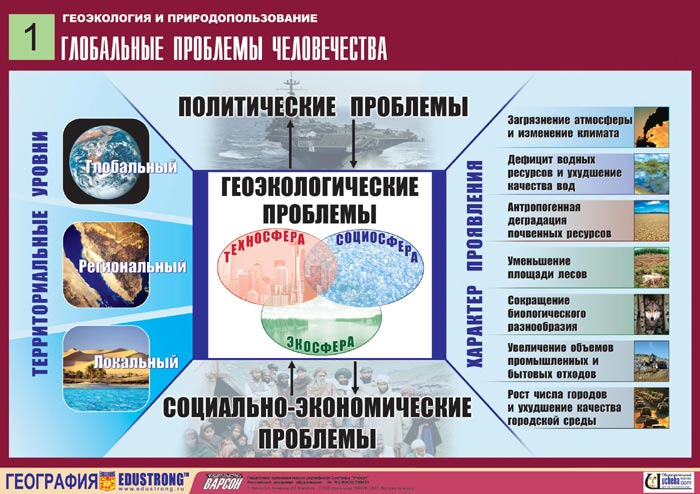 1
ГЕОЭКОЛОГИЯ И ПРИРОДОПОЛЬЗОВАНИЕ
ГЛОБАЛЬНЫЕ ПРОБЛЕМЫ ЧЕЛОВЕЧЕСТВА
ТЕРРИТОРИАЛЬНЫЕ УРОВНИ
Глобальный
Региональный
Локальный
ПОЛИТИЧЕСКИЕ ПРОБЛЕМЫ
ГЕОЭКОЛОГИЧЕСКИЕ
ПРОБЛЕМЫ
ТЕХНОСФЕРА
СОЦИОСФЕРА
ЭКОСФЕРА
СОЦИАЛЬНО-ЭКОНОМИЧЕСКИЕ
ПРОБЛЕМЫ
ХАРАКТЕР ПРОЯВЛЕНИЯ
Загрязнение атмосферы
и изменение климата
Дефицит водных
ресурсов и ухудшение
качества вод
Антропогенная
деградация
почвенных ресурсов
Уменьшение
площади лесов
Сокращение
биологического
разнообразия
Увеличение объемов
промышленных и
бытовых отходов
Рост числа городов
и ухудшение качества
городской среды
ГЕОГРАФИЯ
EDUSTRONG™
www.edustrong.ru
ВАРСОН
ucheba.com